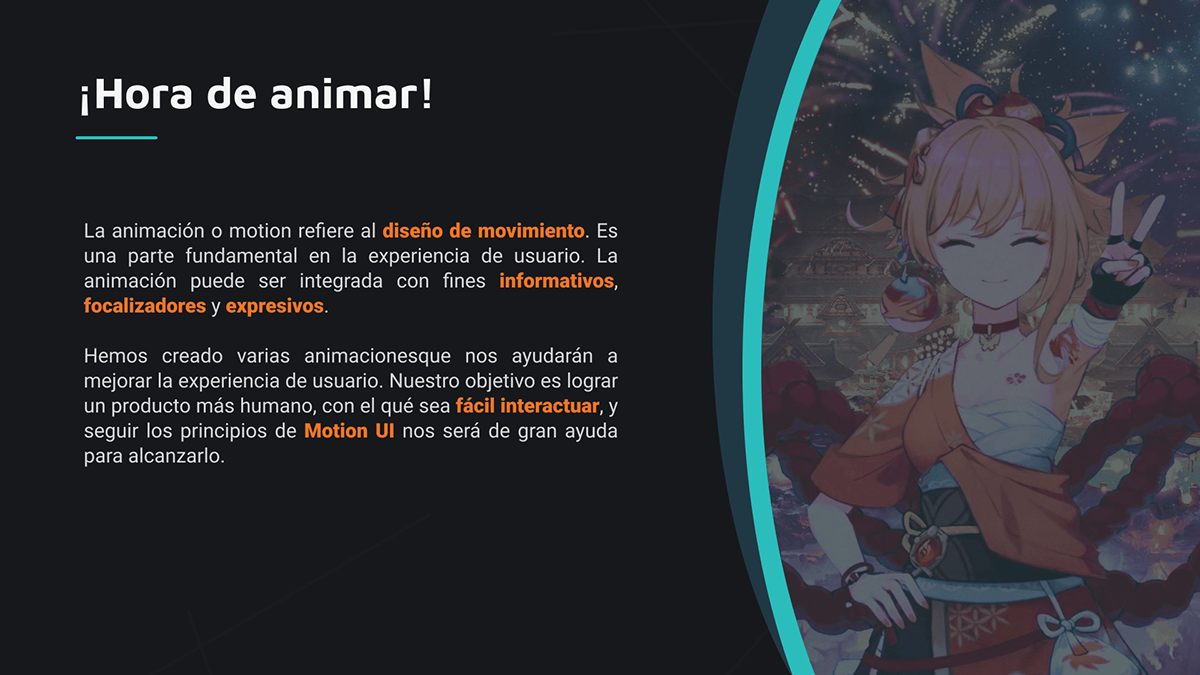 ¡Hora de animar!
La animación o motion refiere al diseño de movimiento. Es
una parte fundamental en la experiencia de usuario. La
animación puede ser integrada con fines informativos,
focalizadores y expresivos.
Hemos creado varias animacionesque nos ayudarán a
mejorar la experiencia de usuario. Nuestro objetivo es lograr
un producto más humano, con el qué sea fácil interactuar, y
seguir los principios de Motion UI nos será de gran ayuda
para alcanzarlo.